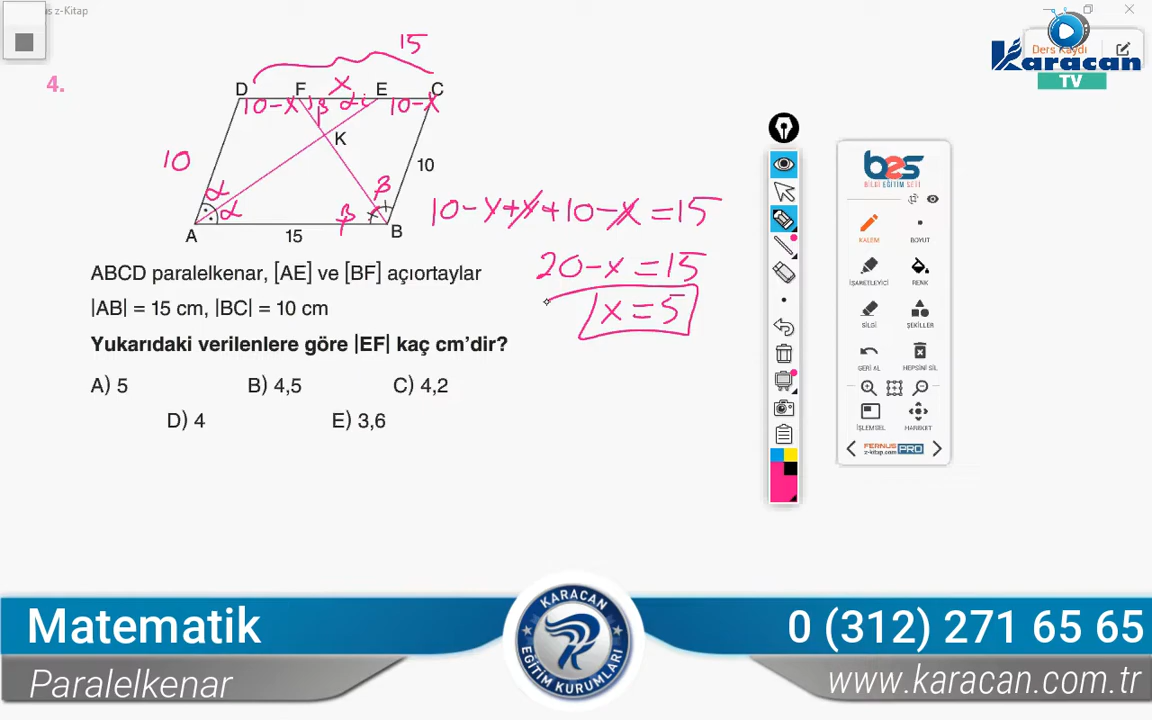 us z-Kitap
Ders Kaydı
Karacan
TV
4.
15
D F x E C
10-x β α 10-x
K
10
10
α
α
β
β
A 15 B
10-x+x+10-x=15
20-x=15
x=5
ABCD paralelkenar, [AE] ve [BF] açıortaylar
|AB| = 15 cm, |BC| = 10 cm
Yukarıdaki verilenlere göre |EF| kaç cm'dir?
A) 5 B) 4,5 C) 4,2
D) 4 E) 3,6
b2s
BİLGİ EĞİTİM SETİ
KALEM BOYUT
İŞARETLEYİCİ RENK
SİLGİ ŞEKİLLER
GERİ AL HEPSİNİ SİL
İŞLEMSEL HAREKET
FERNUS
z-kitap.com PRO
Matematik
Paralelkenar
KARACAN
EĞİTİM KURUMLARI
0 (312) 271 65 65
www.karacan.com.tr